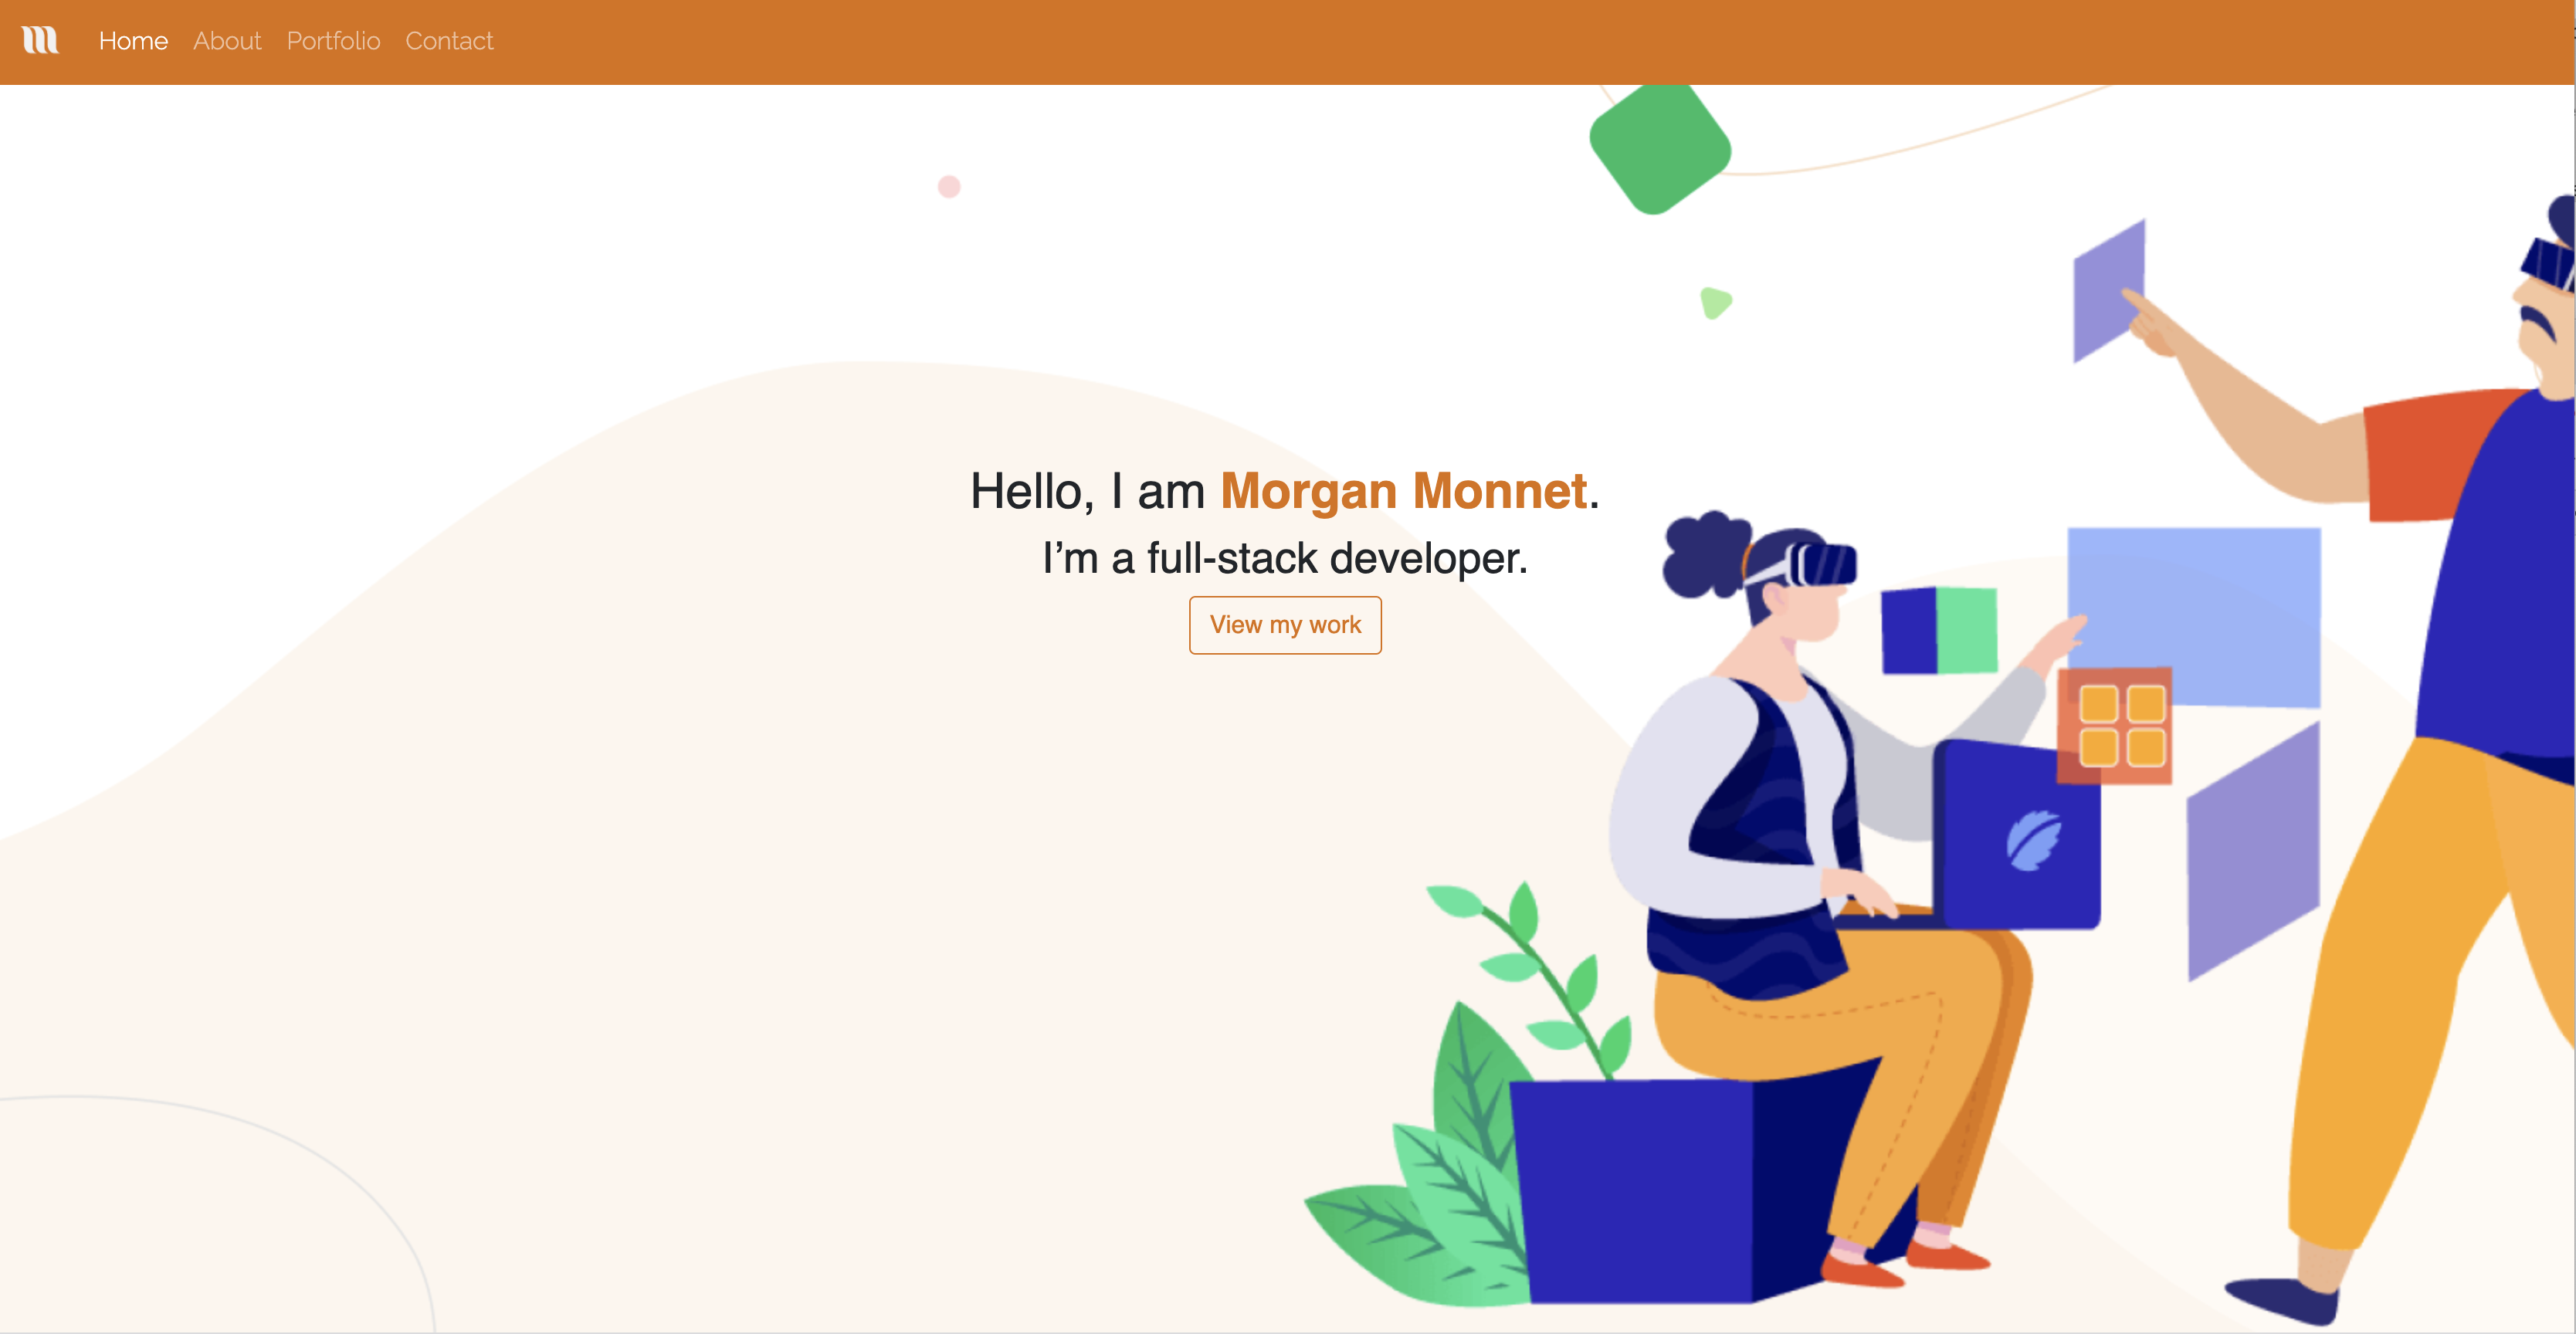 m Home About Portfolio Contact
Hello, I am Morgan Monnet.
I’m a full-stack developer.
View my work